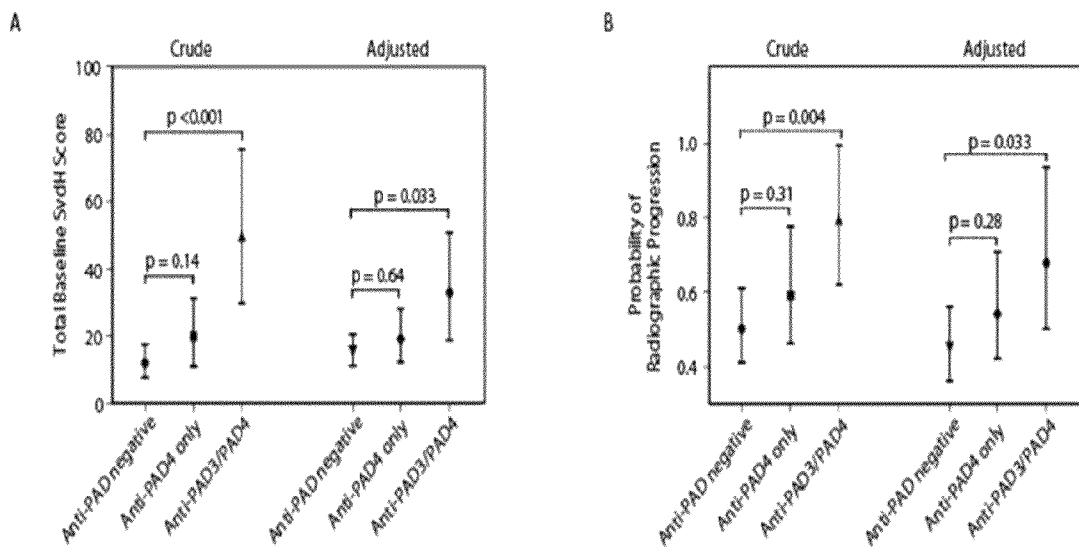 A
Crude
Adjusted
Total Baseline SvdH Score
100
80
60
40
20
0
p <0.001
p = 0.14
p = 0.033
p = 0.64
Anti-PAD negative
Anti-PAD4 only
Anti-PAD3/PAD4
Anti-PAD negative
Anti-PAD4 only
Anti-PAD3/PAD4
B
Crude
Adjusted
Probability of
Radiographic Progression
1.0
0.8
0.6
0.4
p = 0.004
p = 0.31
p = 0.033
p = 0.28
Anti-PAD negative
Anti-PAD4 only
Anti-PAD3/PAD4
Anti-PAD negative
Anti-PAD4 only
Anti-PAD3/PAD4